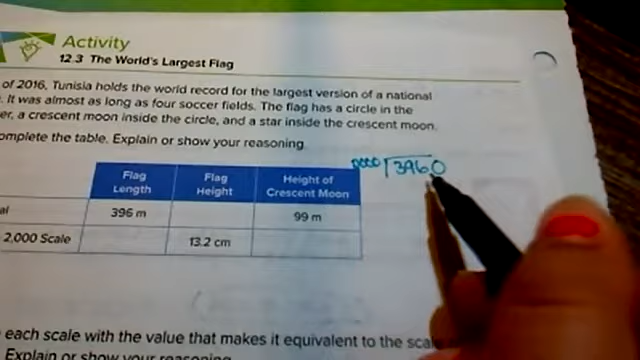 Activity
12.3 The World's Largest Flag
of 2016, Tunisia holds the world record for the largest version of a national
. It was almost as long as four soccer fields. The flag has a circle in the
er, a crescent moon inside the circle, and a star inside the crescent moon.
omplete the table. Explain or show your reasoning.
3960
Flag Length Flag Height Height of Crescent Moon
al 396 m 99 m
2,000 Scale 13.2 cm
each scale with the value that makes it equivalent to the sca
Explain or show your reasoning